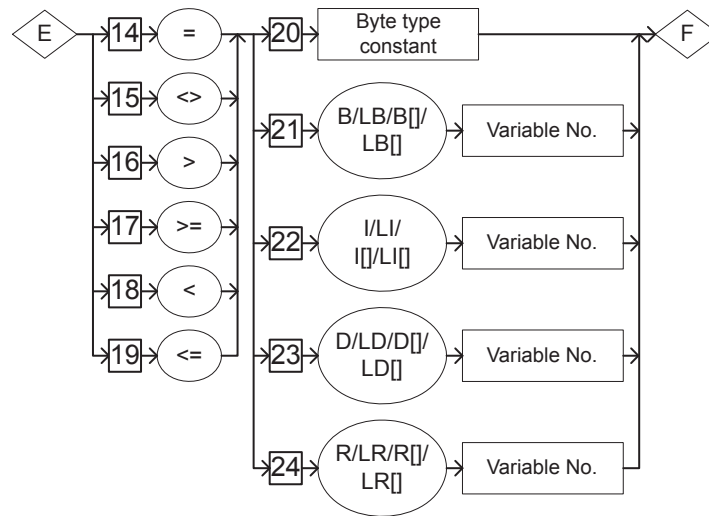 E
14
=
20
Byte type
constant
F
15
<>
21
B/LB/B[]/
LB[]
Variable No.
16
>
17
>=
22
I/LI/
I[]/LI[]
Variable No.
18
<
19
<=
23
D/LD/D[]/
LD[]
Variable No.
24
R/LR/R[]/
LR[]
Variable No.